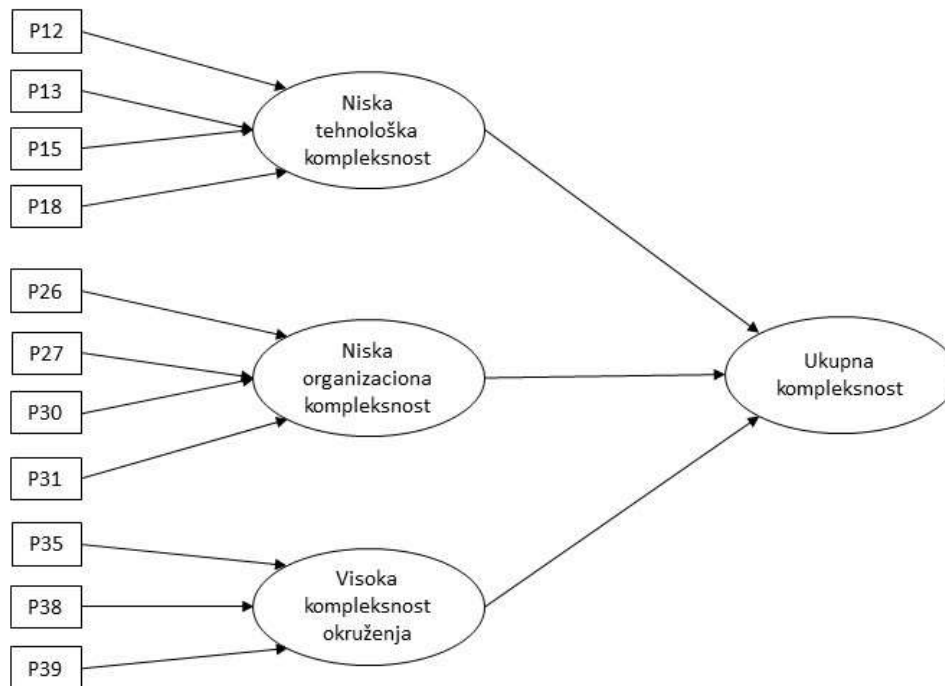 P12
P13
P15
P18
Niska
tehnološka
kompleksnost
P26
P27
P30
P31
Niska
organizaciona
kompleksnost
Ukupna
kompleksnost
P35
P38
P39
Visoka
kompleksnost
okruženja